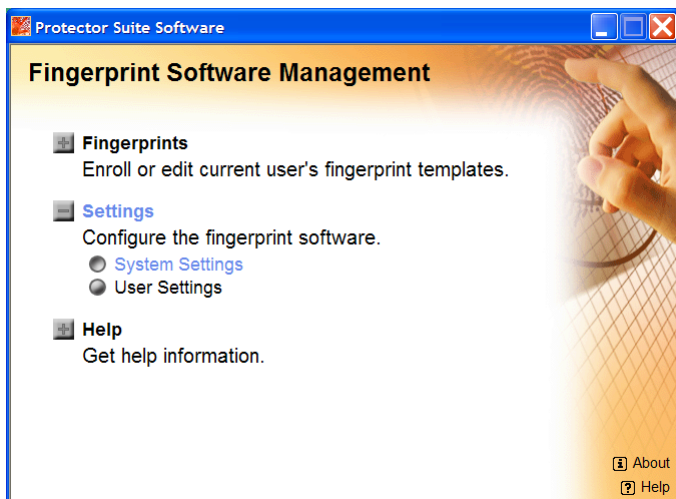 Protector Suite Software
Fingerprint Software Management
Fingerprints
Enroll or edit current user's fingerprint templates.
Settings
Configure the fingerprint software.
System Settings
User Settings
Help
Get help information.
About
Help